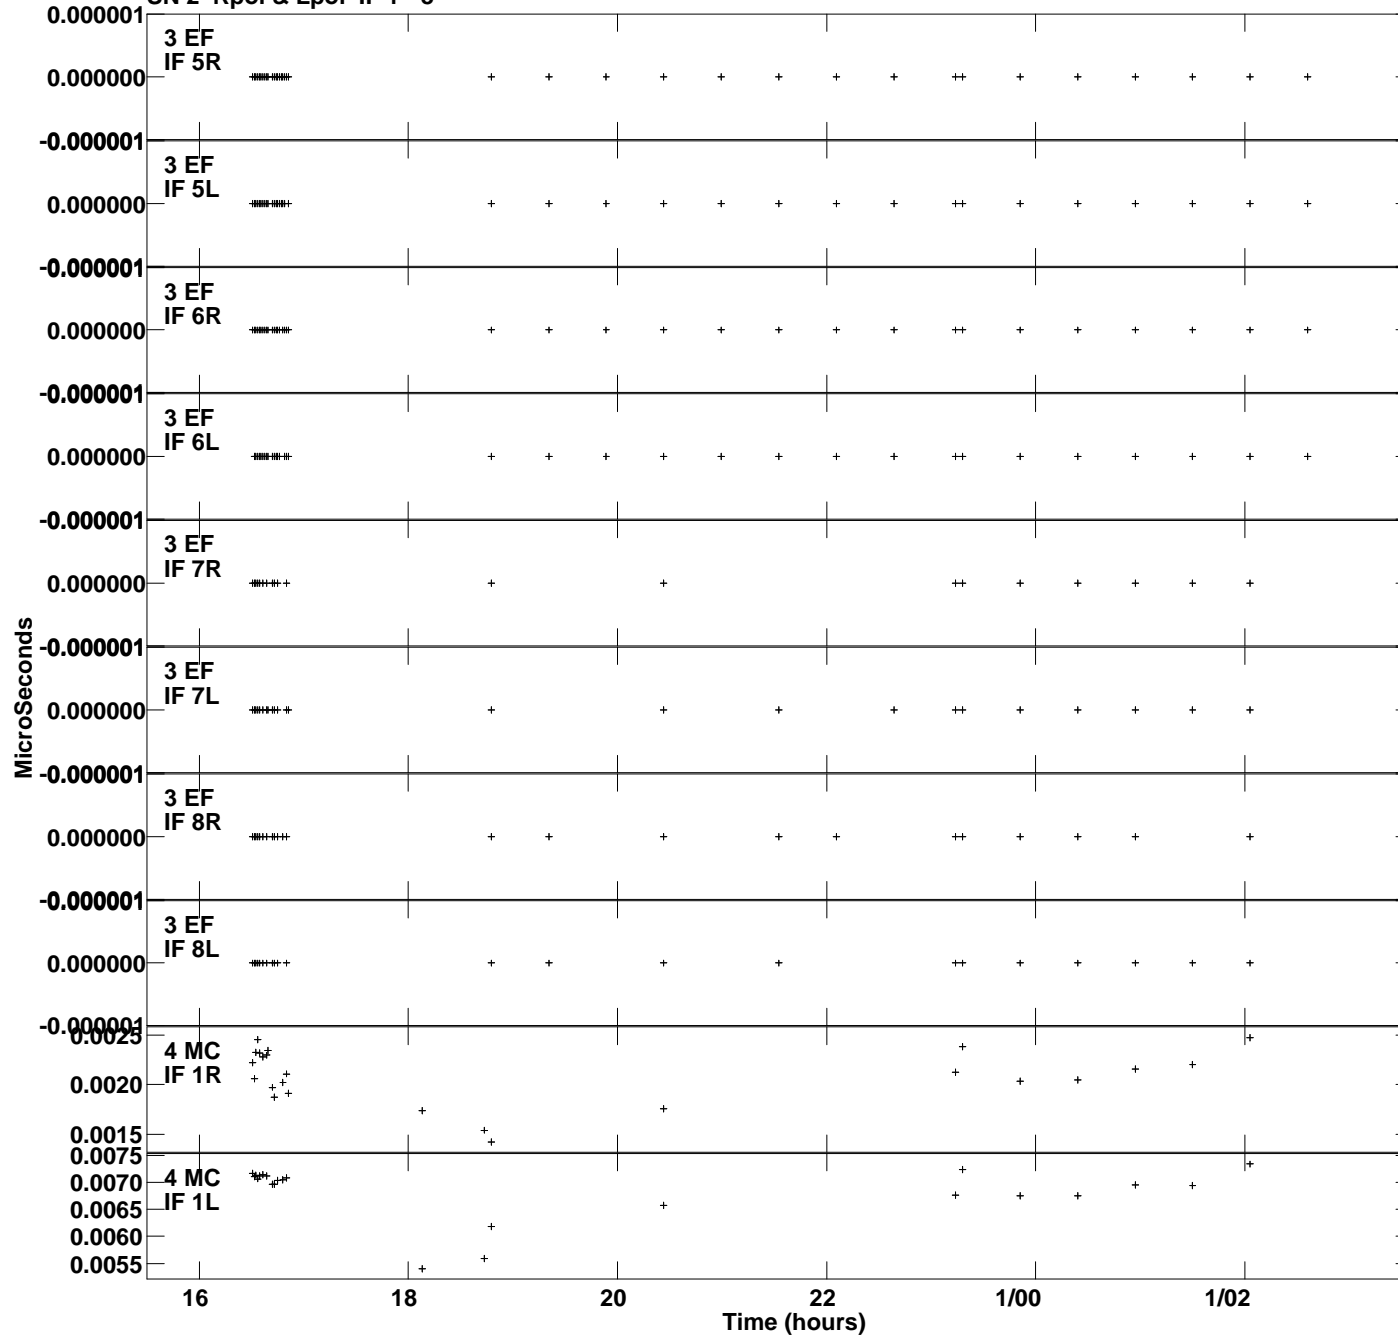 SN 2 Rpol & Lpol IF 1 - 8
0.000001
3 EF
IF 5R
0.000000
-0.000001
3 EF
IF 5L
0.000000
-0.000001
3 EF
IF 6R
0.000000
-0.000001
3 EF
IF 6L
0.000000
-0.000001
3 EF
IF 7R
0.000000
-0.000001
3 EF
IF 7L
0.000000
-0.000001
3 EF
IF 8R
0.000000
-0.000001
3 EF
IF 8L
0.000000
-0.000001
0.0025
4 MC
IF 1R
0.0020
0.0015
0.0075
4 MC
IF 1L
0.0070
0.0065
0.0060
0.0055
MicroSeconds
16 18 20 22 1/00 1/02
Time (hours)